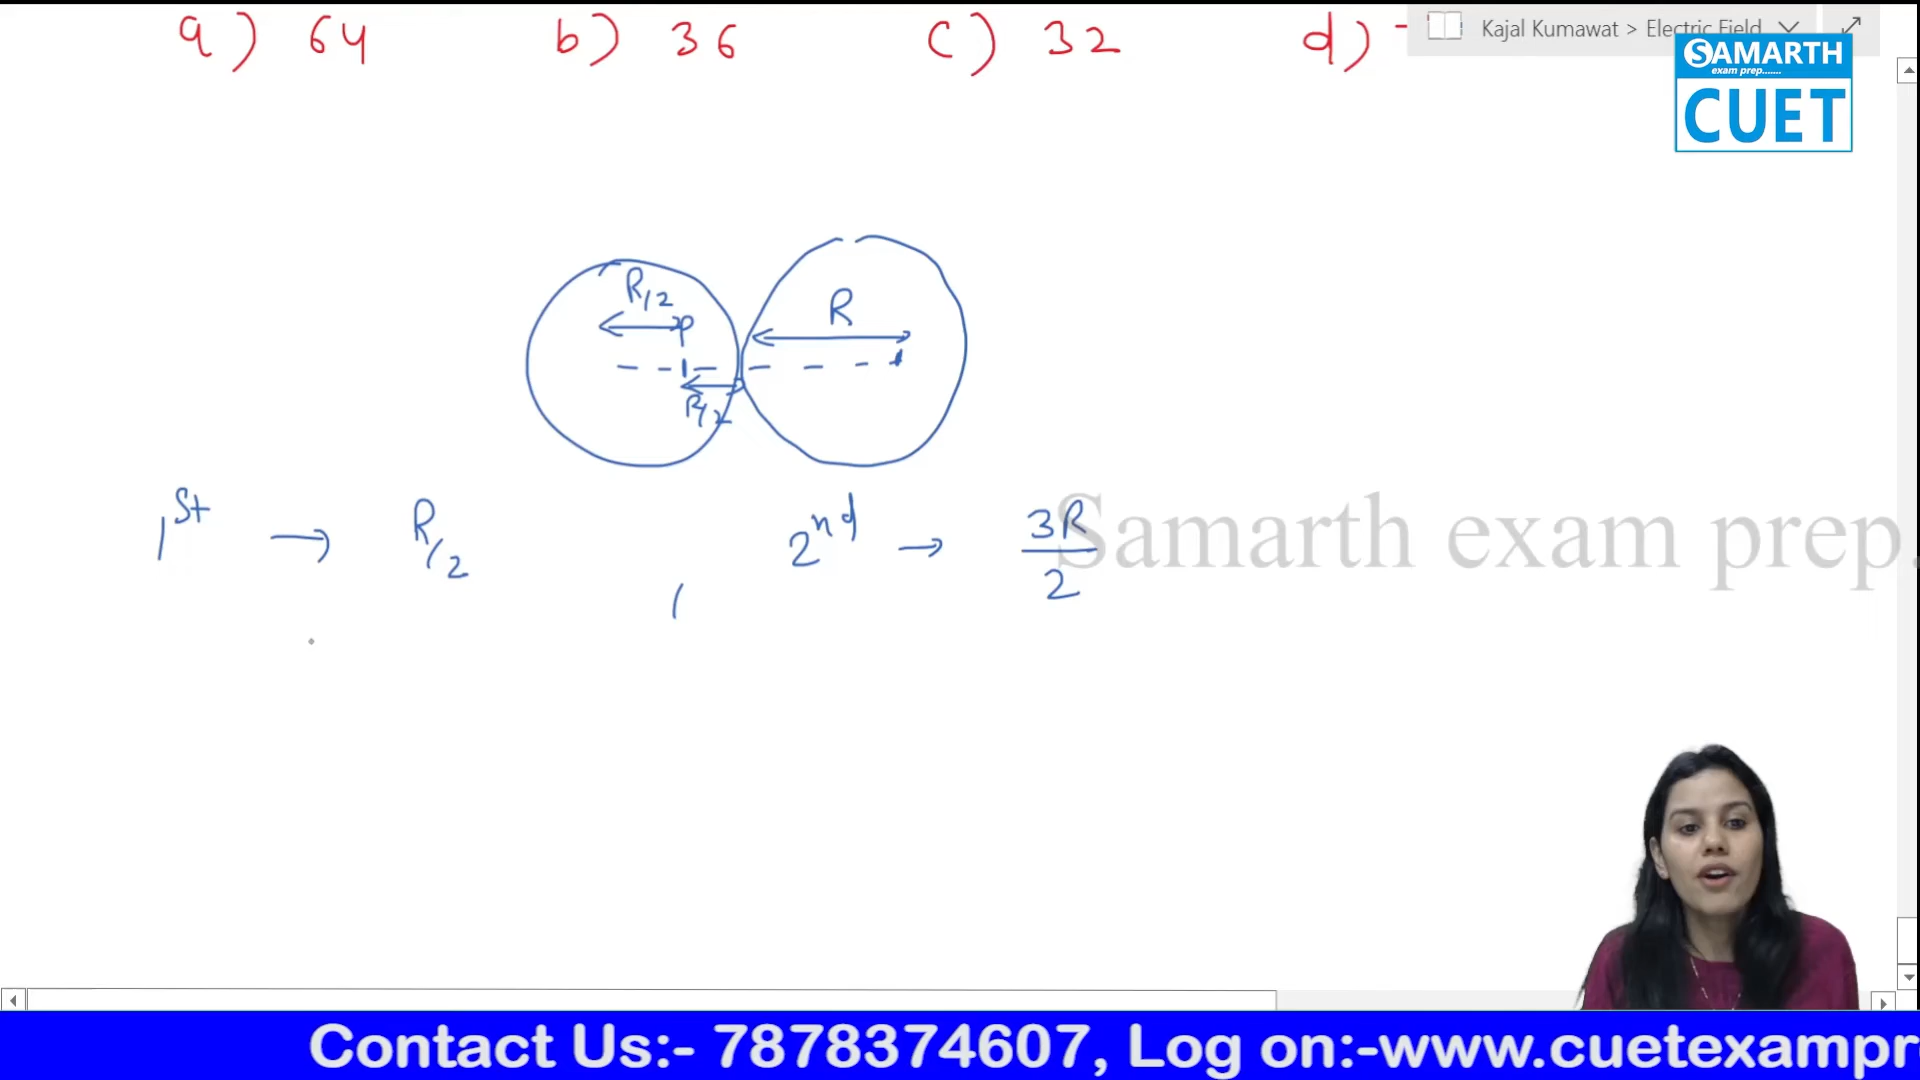 a) 64 b) 36 c) 32 d)
Kajal Kumawat > Electric Field
SAMARTH
exam prep......
CUET
R/2
P
R
R/2
1st → R/2 , 2nd → 3R/2
Samarth exam prep.
Contact Us:- 7878374607, Log on:-www.cuetexampr